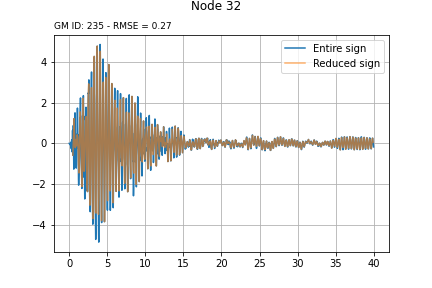 Node 32
GM ID: 235 - RMSE = 0.27
Entire sign
Reduced sign
4
2
0
−2
−4
0 5 10 15 20 25 30 35 40